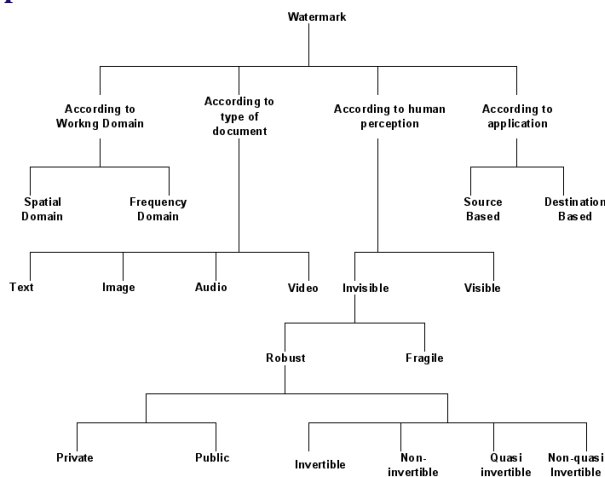 Watermark
According to
Workng Domain
According to
type of
document
According to human
perception
According to
application
Spatial
Domain
Frequency
Domain
Source
Based
Destination
Based
Text
Image
Audio
Video
Invisible
Visible
Robust
Fragile
Private
Public
Invertible
Non-
invertible
Quasi
invertible
Non-quasi
Invertible